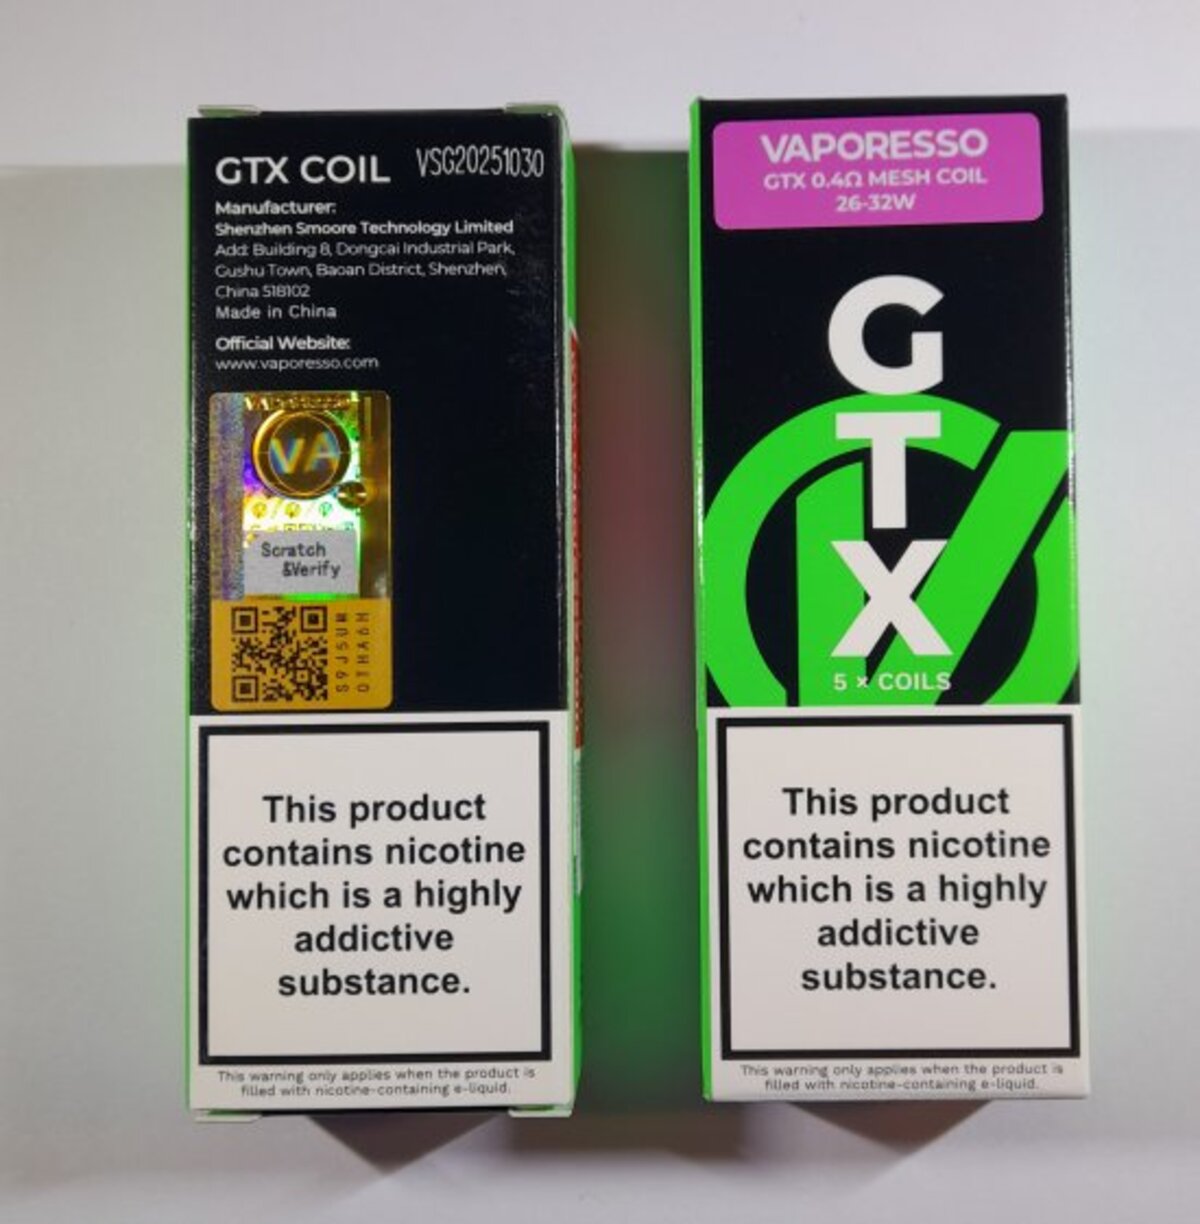 GTX COIL VSG20251030
Manufacturer:
Shenzhen Smoore Technology Limited
Add: Building 8, Dongcai Industrial Park,
Gushu Town, Baoan District, Shenzhen,
China 518102
Made in China
Official Website:
www.vaporesso.com
VA
Scratch
&Verify
S9J5UW
OTHA6H
This product
contains nicotine
which is a highly
addictive
substance.
This warning only applies when the product is
filled with nicotine-containing e-liquid.
VAPORESSO
GTX 0.4Ω MESH COIL
26-32W
G
T
X
5 × COILS
This product
contains nicotine
which is a highly
addictive
substance.
This warning only applies when the product is
filled with nicotine-containing e-liquid.